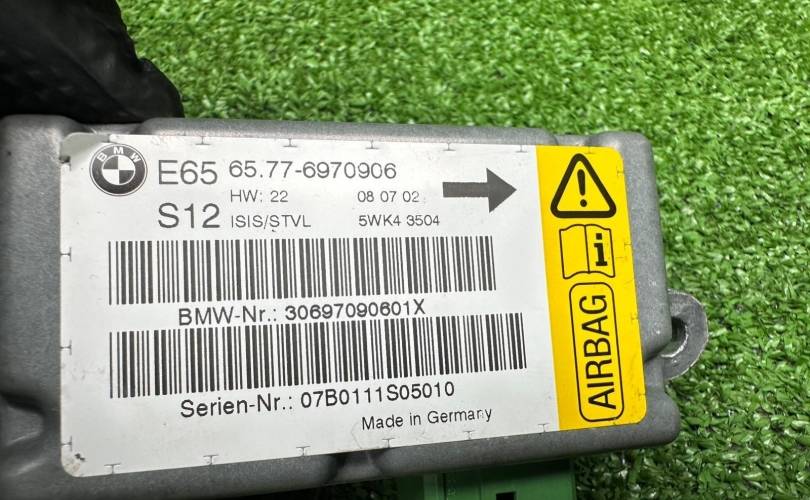 BMW
E65 65.77-6970906
HW: 22 08 07 02
S12 ISIS/STVL 5WK4 3504
BMW-Nr.: 30697090601X
Serien-Nr.: 07B0111S05010
Made in Germany
AIRBAG